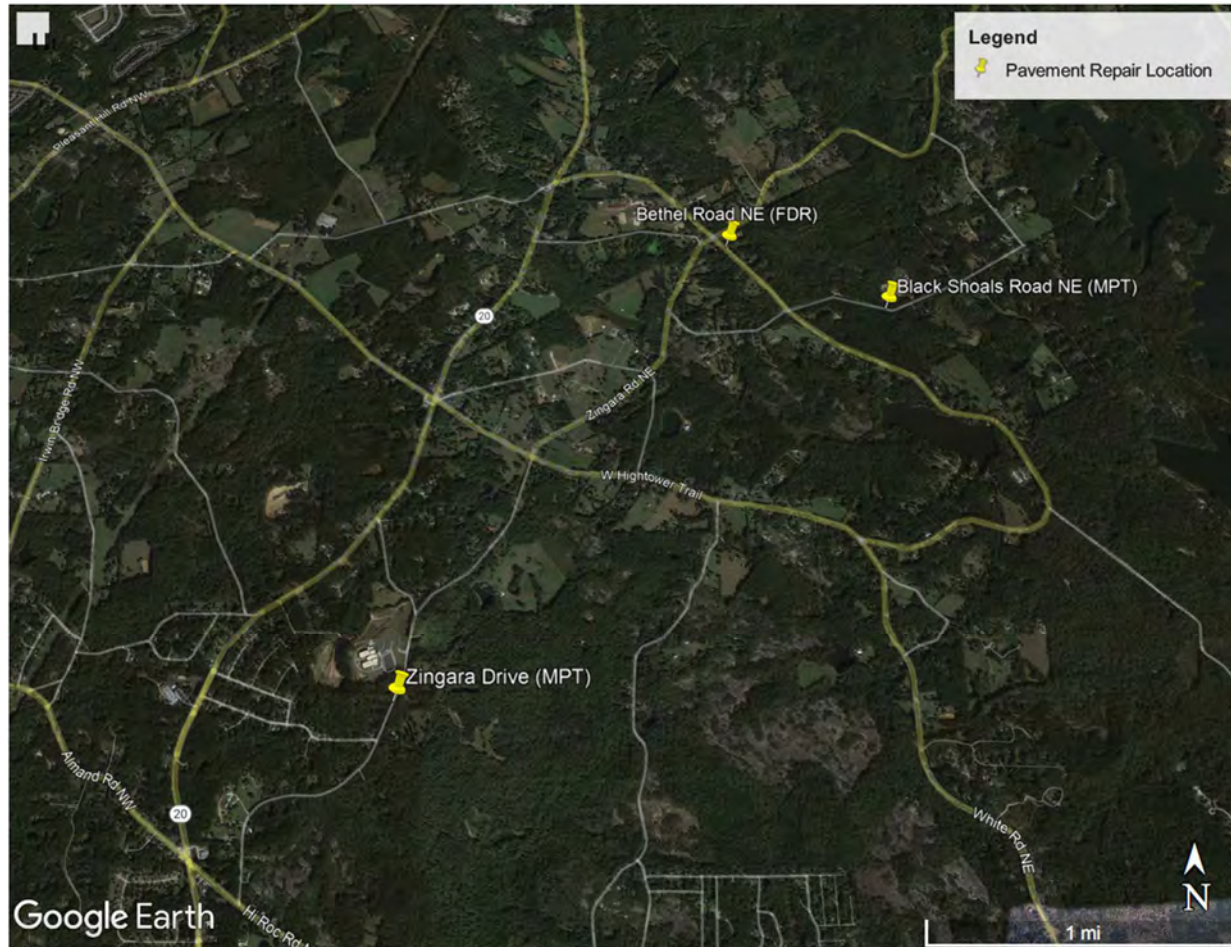 Legend
Pavement Repair Location
Pleasant Hill Rd NW
Bethel Road NE (FDR)
Black Shoals Road NE (MPT)
20
Irwin Bridge Rd NW
Zingara Rd NE
W Hightower Trail
Zingara Drive (MPT)
Almand Rd NW
20
White Rd NE
Hi Roc Rd
N
Google Earth
1 mi